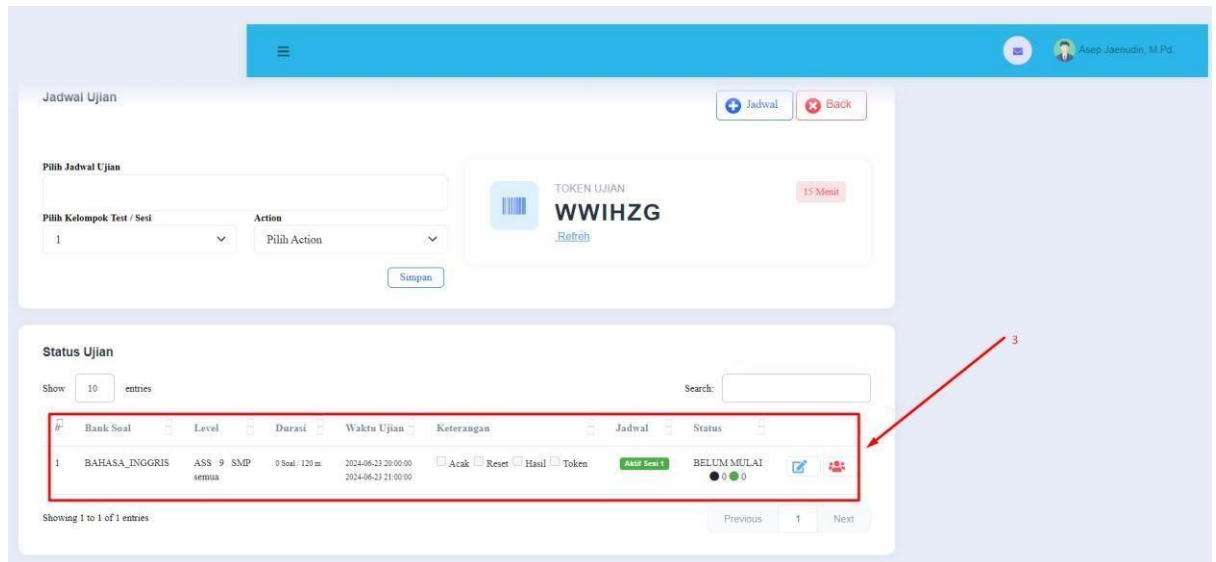 Asep Jaenudin, M.Pd.
Jadwal Ujian
Jadwal
Back
Pilih Jadwal Ujian
Pilih Kelompok Test / Sesi
Action
1
Pilih Action
Simpan
TOKEN UJIAN
15 Menit
WWIHZG
Refreh
3
Status Ujian
Show 10 entries
Search:
# Bank Soal Level Durasi Waktu Ujian Keterangan Jadwal Status
1 BAHASA_INGGRIS ASS 9 SMP 0 Soal / 120 m 2024-06-23 20:00:00 Acak Reset Hasil Token Aktif Sesi 1 BELUM MULAI
semua 2024-06-23 21:00:00 0 0
Showing 1 to 1 of 1 entries
Previous 1 Next